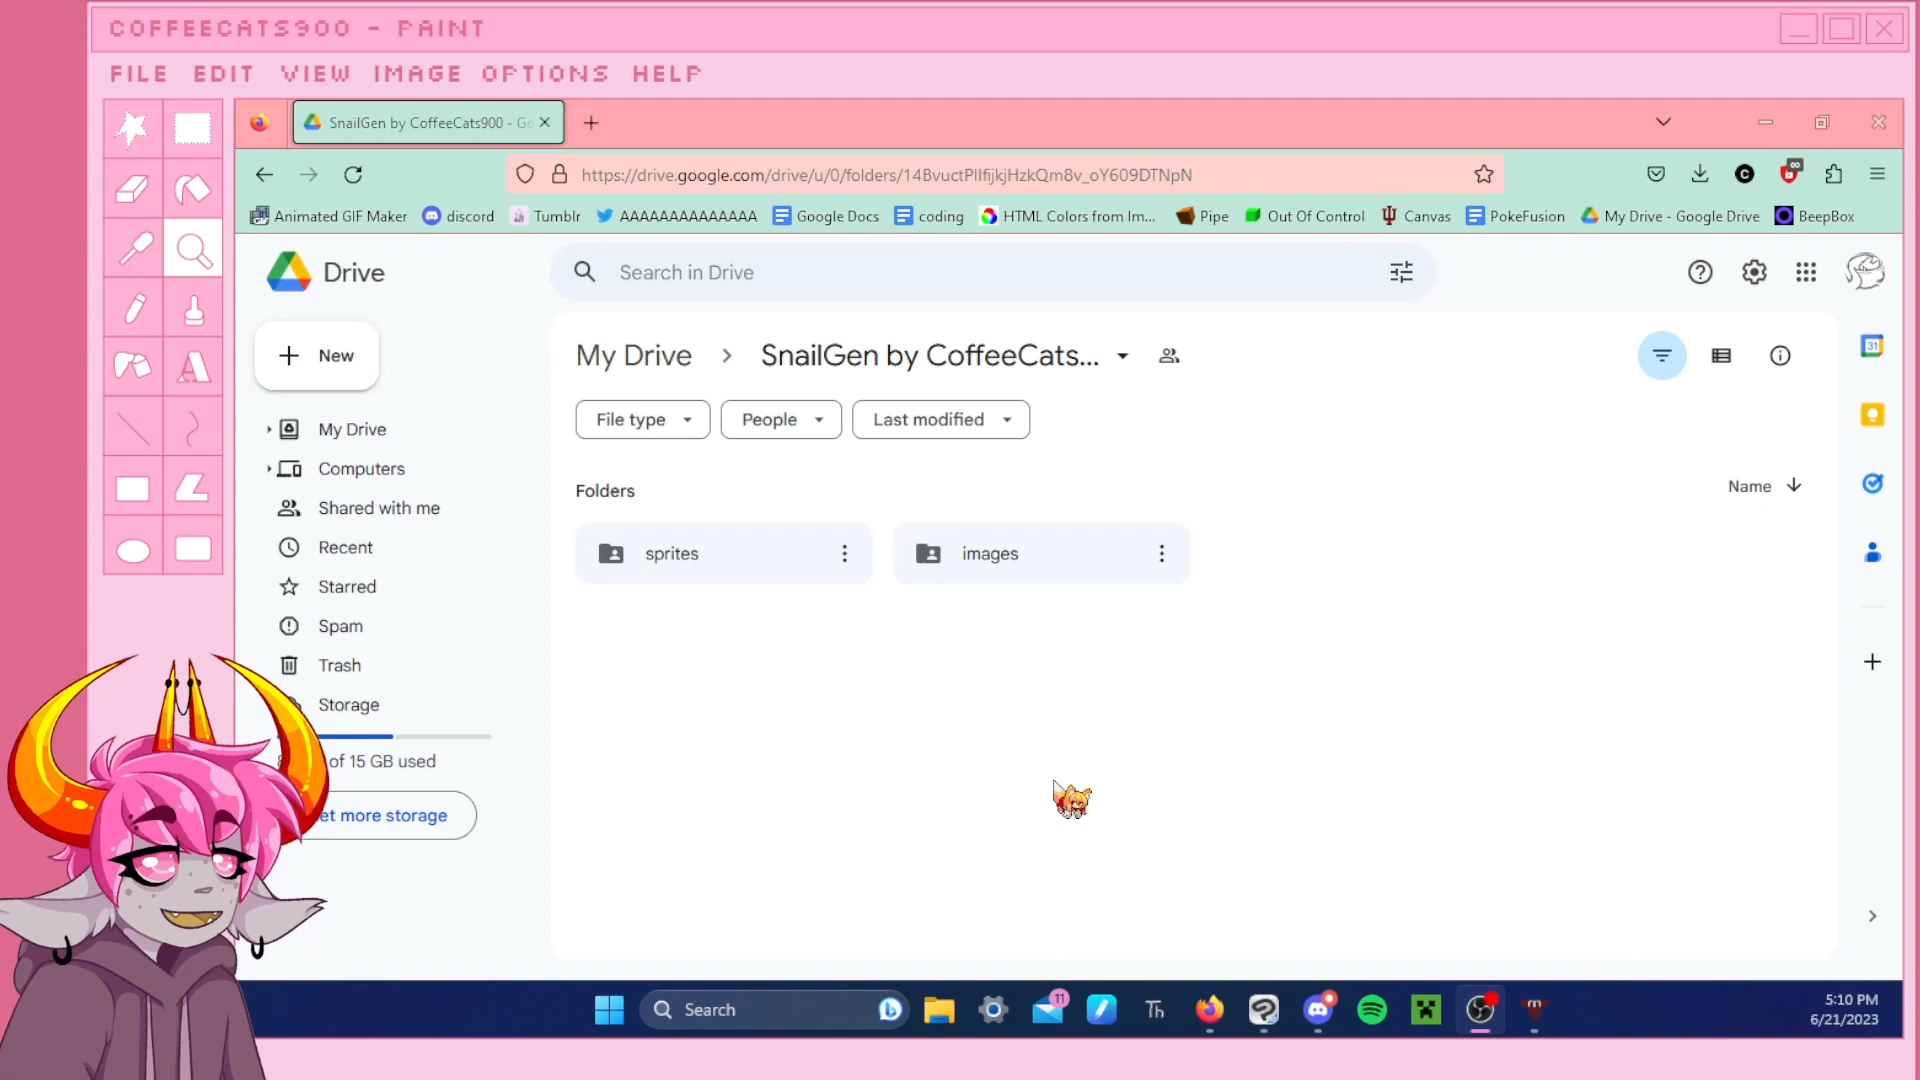 COFFEECATS900 - PAINT
FILE EDIT VIEW IMAGE OPTIONS HELP
SnailGen by CoffeeCats900 - Go
https://drive.google.com/drive/u/0/folders/14BvuctPIIfijkjHzkQm8v_oY609DTNpN
Animated GIF Maker discord Tumblr AAAAAAAAAAAAAA Google Docs coding HTML Colors from Im... Pipe Out Of Control Canvas PokeFusion My Drive - Google Drive BeepBox
Drive
Search in Drive
New
My Drive > SnailGen by CoffeeCats...
File type People Last modified
My Drive
Computers
Shared with me
Recent
Starred
Spam
Trash
Storage
of 15 GB used
et more storage
Folders
Name
sprites
images
31
Search
11
Th
5:10 PM
6/21/2023